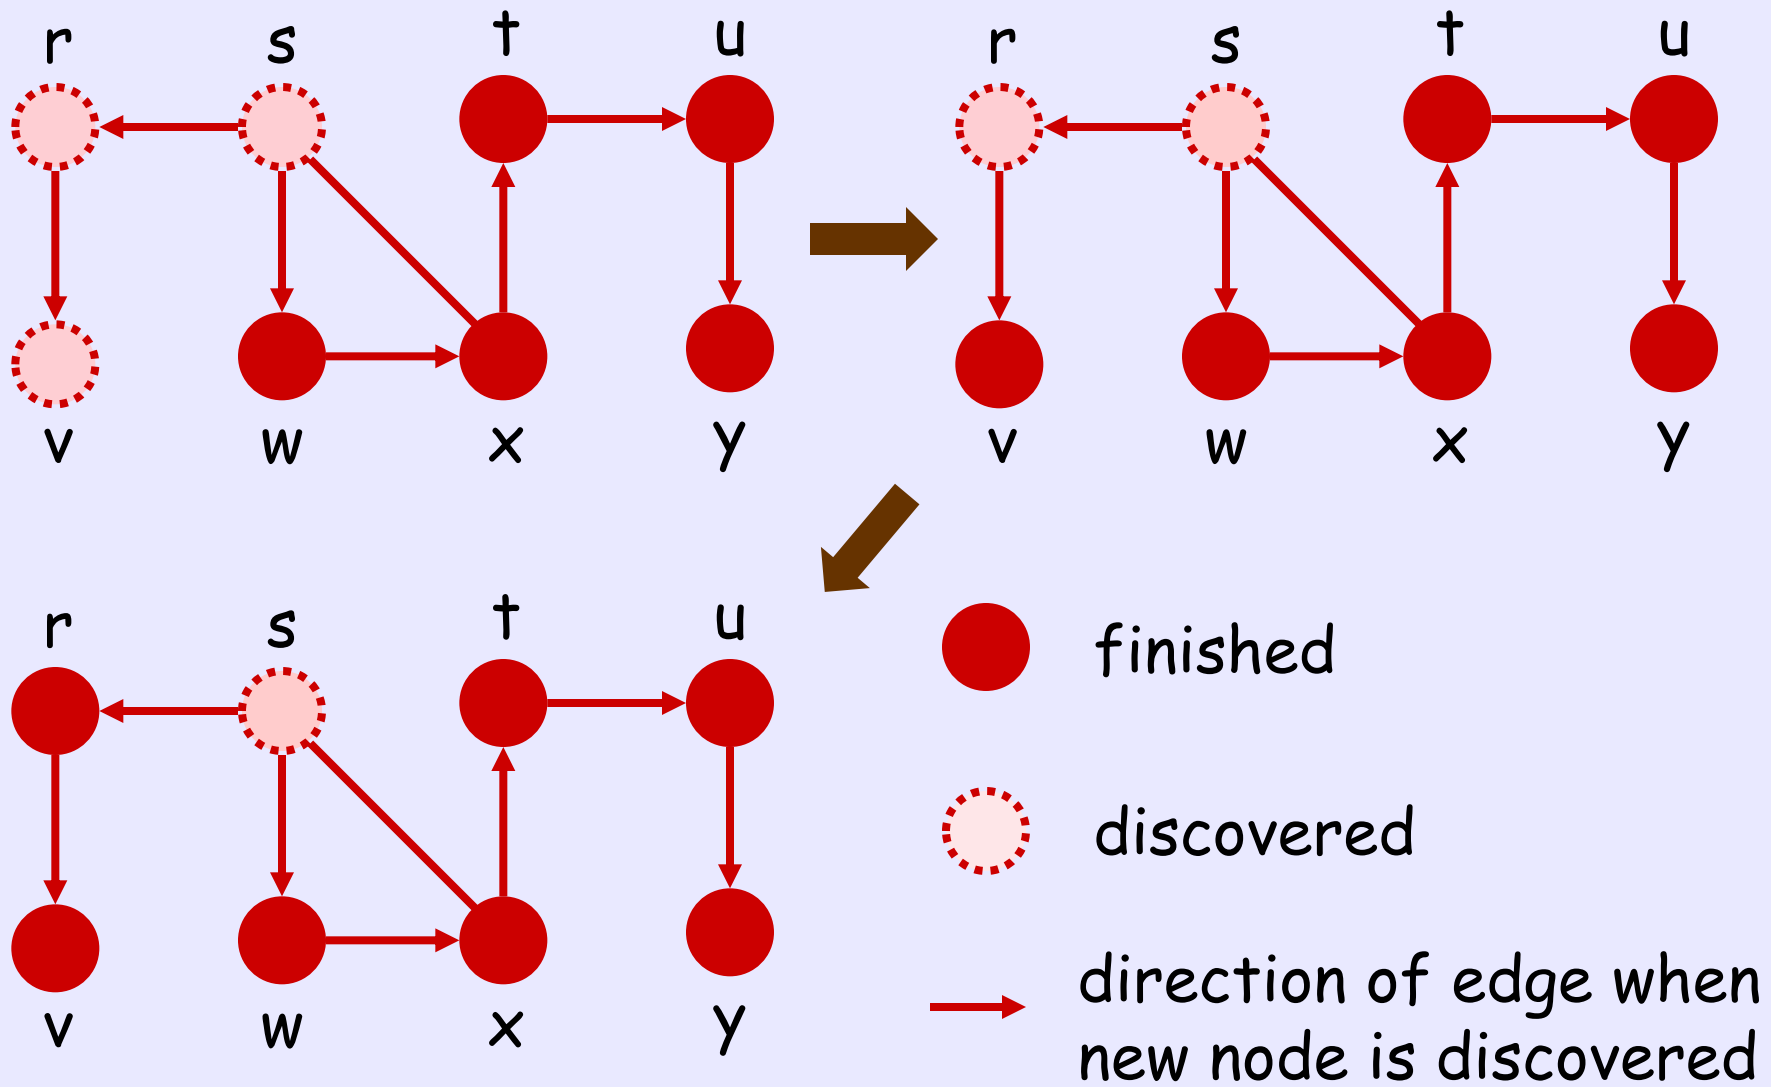 r s t u
r s t u
v w x y
v w x y
r s t u
v w x y
finished
discovered
direction of edge when
new node is discovered